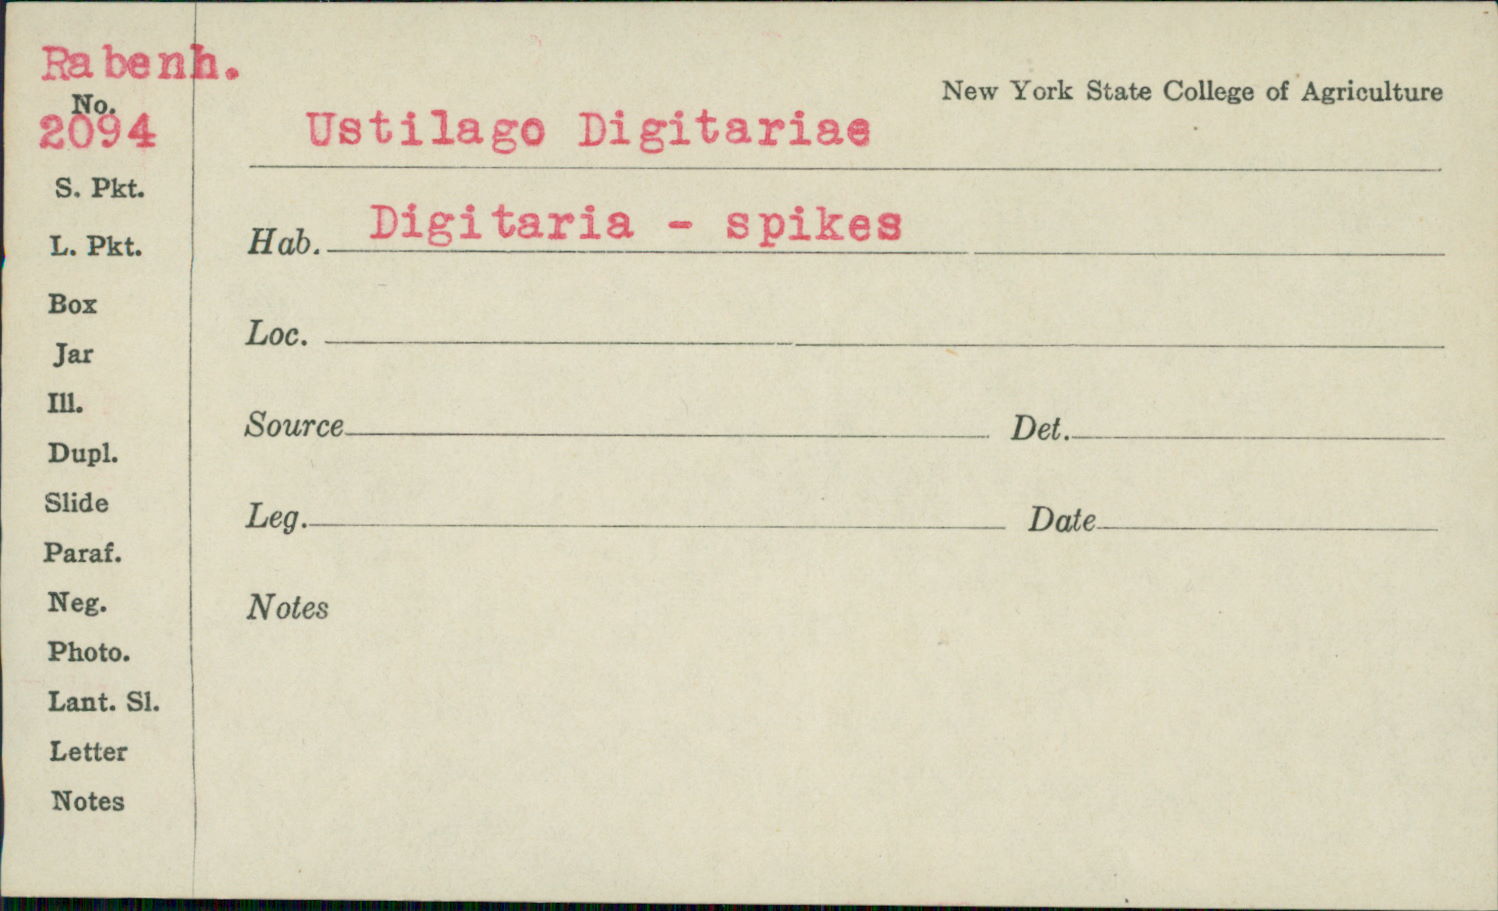 Rabenh.
No.
2094
S. Pkt.
L. Pkt.
Box
Jar
Ill.
Dupl.
Slide
Paraf.
Neg.
Photo.
Lant. Sl.
Letter
Notes
New York State College of Agriculture
Ustilago Digitariae
Hab. Digitaria - spikes
Loc.
Source Det.
Leg. Date
Notes